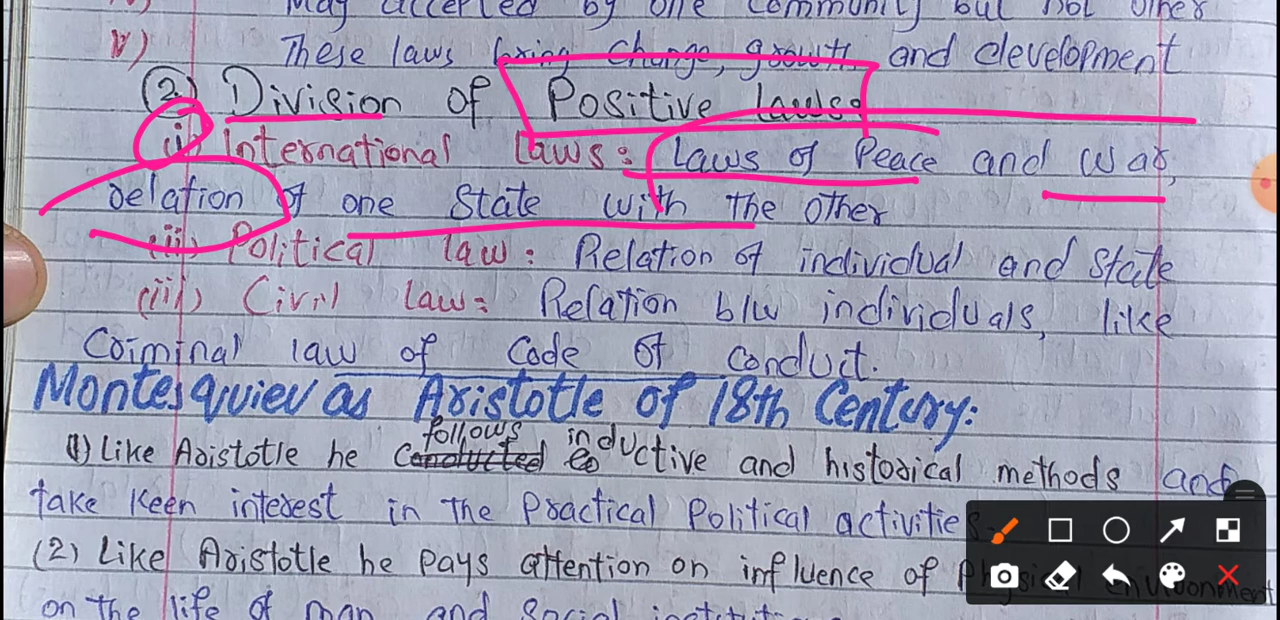 May accepted by one community but not other
V) These laws bring change, growth and development
(2) Division of Positive laws:
(i) International Laws: Laws of Peace and War,
relation of one State with the other
(ii) Political law: Relation of individual and State
(iii) Civil law: Relation b/w individuals, like
Criminal law of Code of conduct.
Montesquieu as Aristotle of 18th Century:
(1) Like Aristotle he follows inductive and historical methods and
take keen interest in the Practical Political activities
(2) Like Aristotle he pays attention on influence of Physical environment
on the life of man and Social